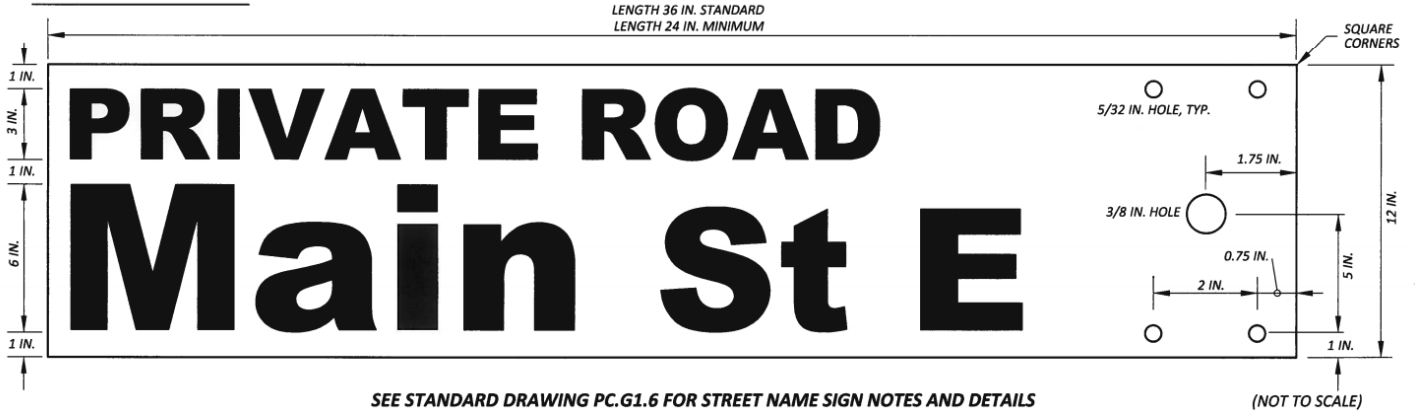 LENGTH 36 IN. STANDARD
LENGTH 24 IN. MINIMUM
SQUARE
CORNERS
1 IN.
3 IN.
1 IN.
6 IN.
1 IN.
PRIVATE ROAD
Main St E
5/32 IN. HOLE, TYP.
1.75 IN.
3/8 IN. HOLE
0.75 IN.
2 IN.
5 IN.
1 IN.
12 IN.
SEE STANDARD DRAWING PC.G1.6 FOR STREET NAME SIGN NOTES AND DETAILS
(NOT TO SCALE)